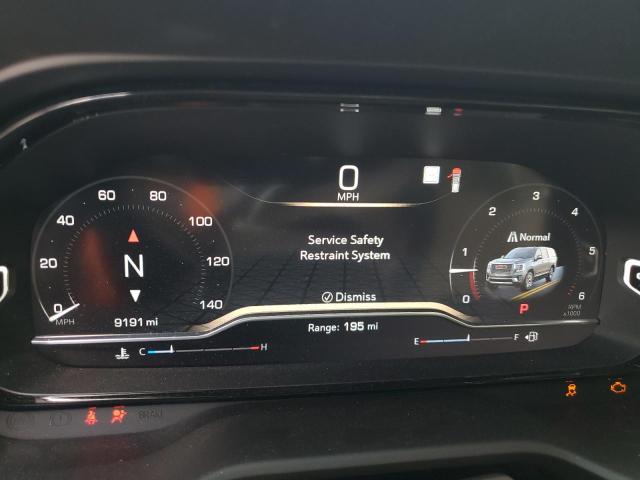 0
MPH
60
80
40
100
20
120
0
140
MPH
N
9191 mi
Service Safety
Restraint System
Dismiss
Range: 195 mi
C
H
E
F
Normal
0
1
2
3
4
5
6
P
RPM
x1000
BRAKE